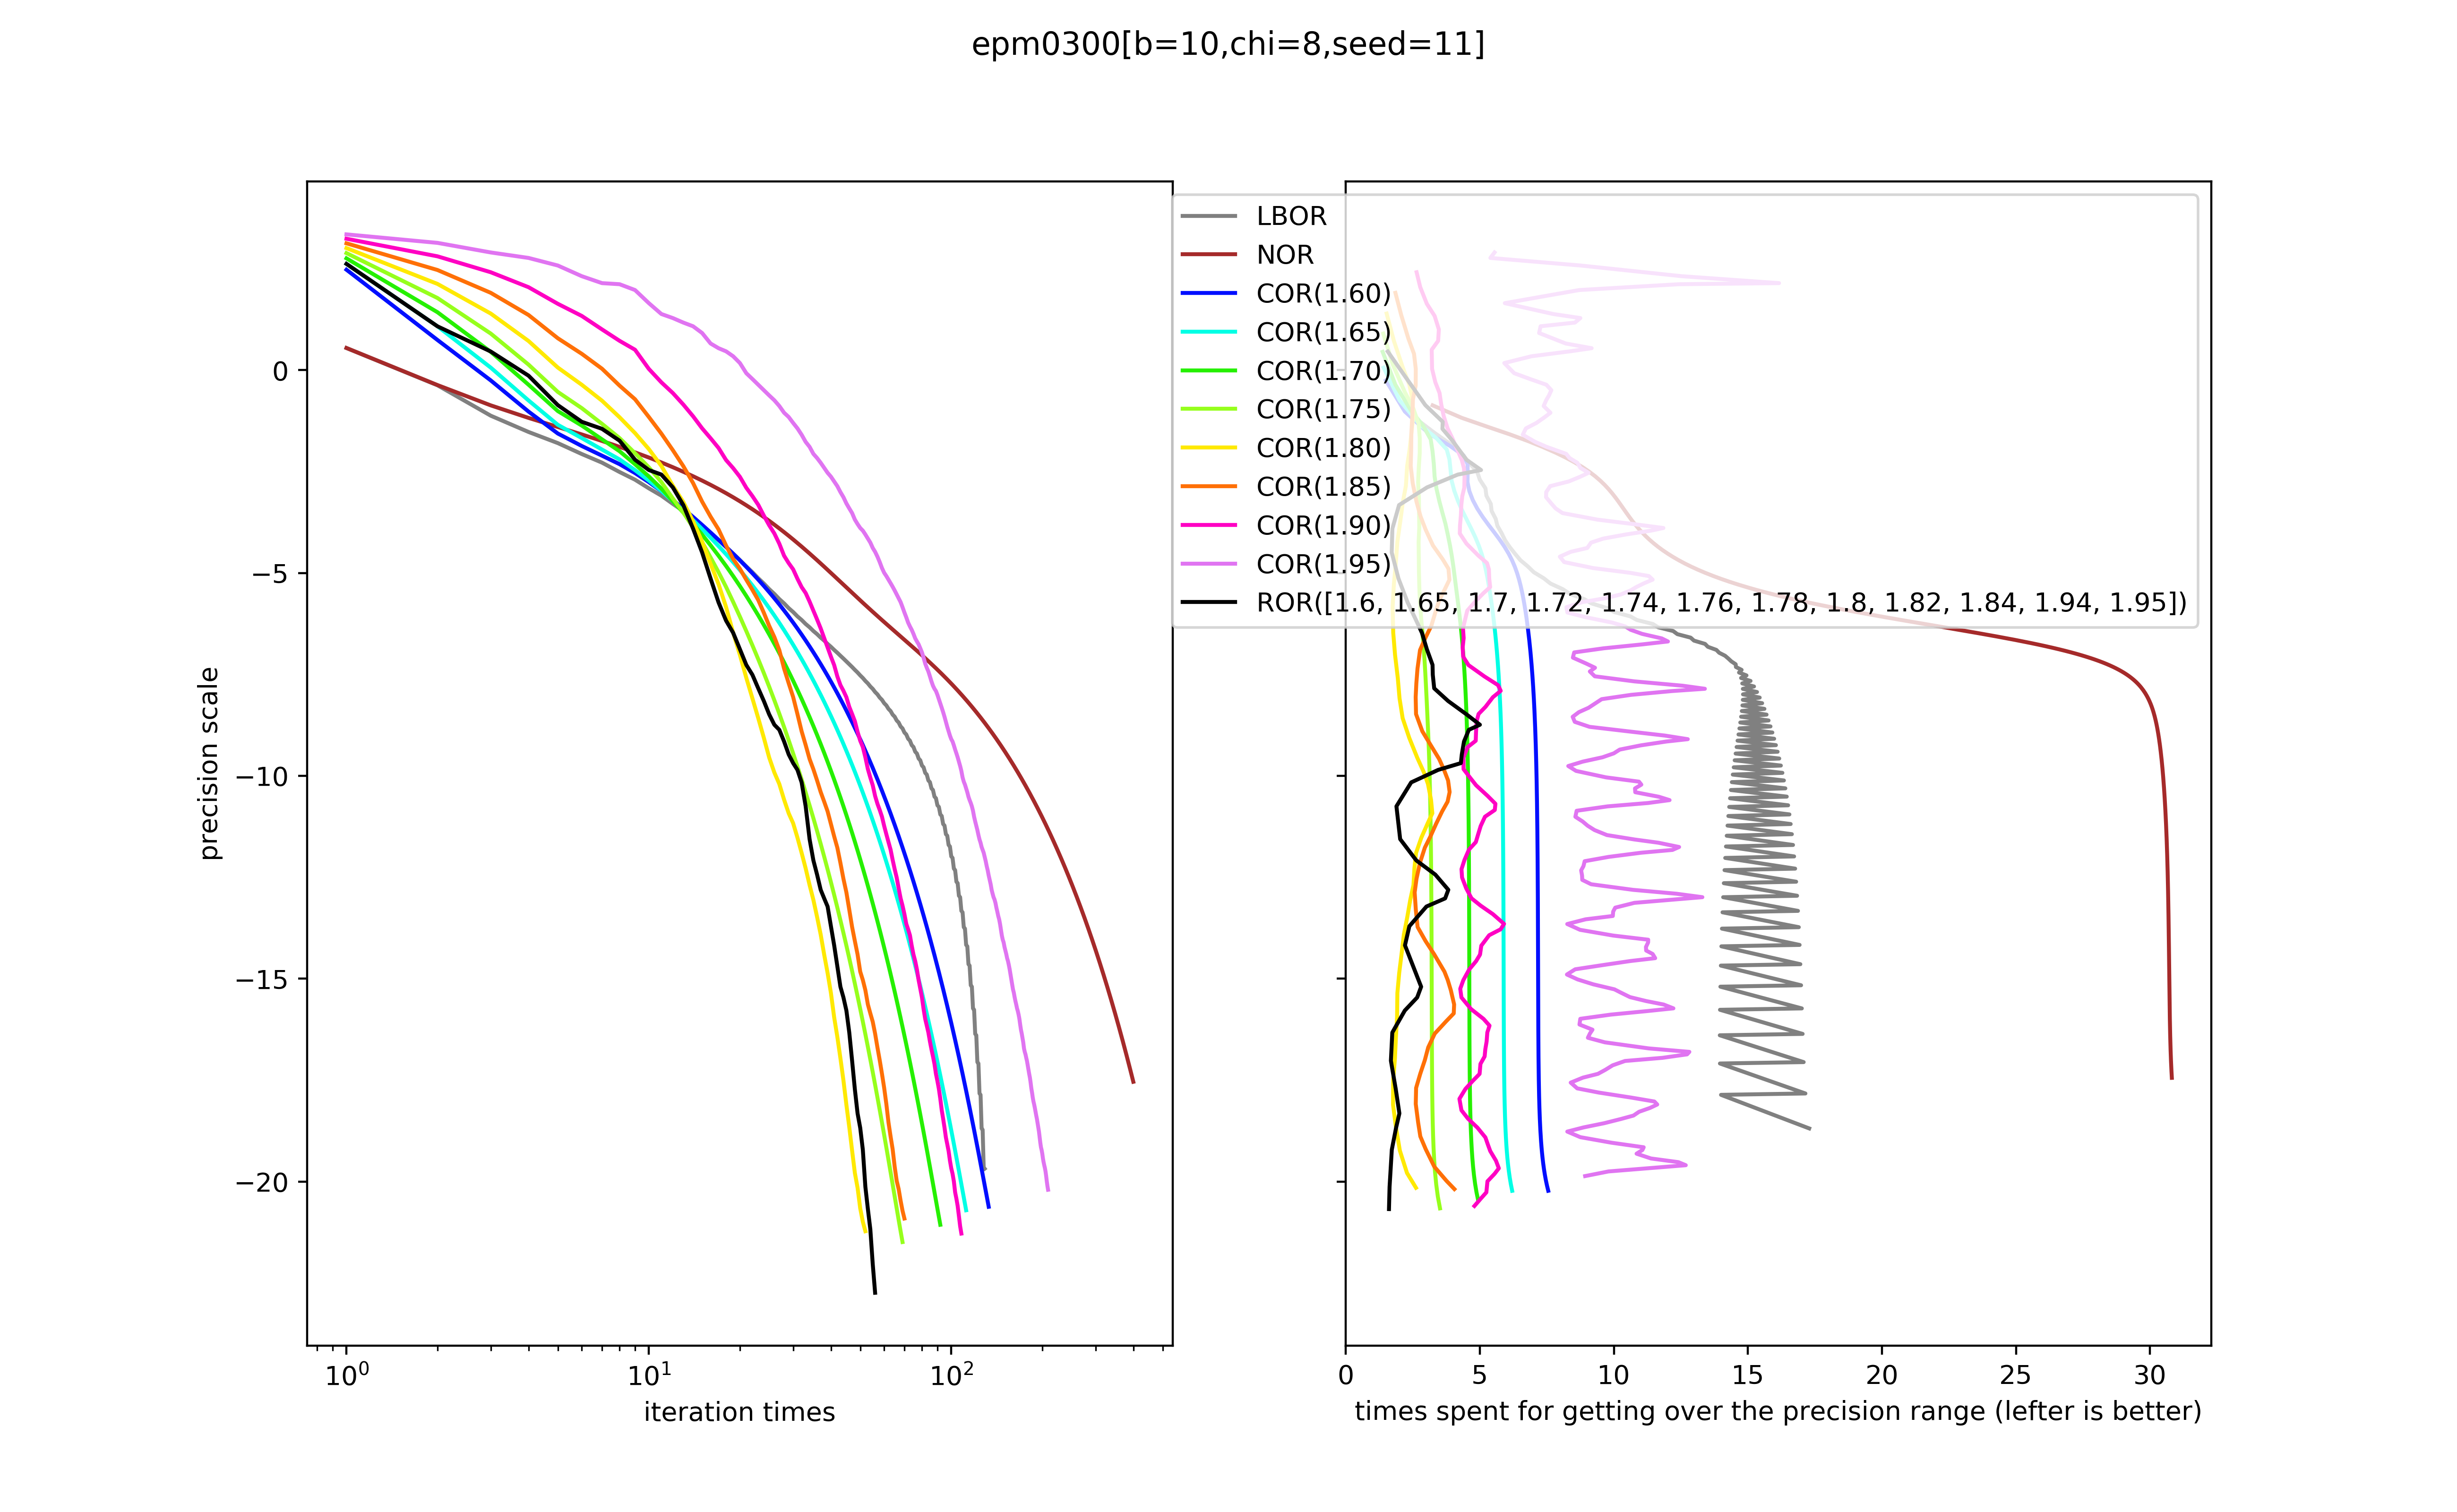 epm0300[b=10,chi=8,seed=11]
precision scale
0
−5
−10
−15
−20
10⁰ 10¹ 10²
iteration times
LBOR
NOR
COR(1.60)
COR(1.65)
COR(1.70)
COR(1.75)
COR(1.80)
COR(1.85)
COR(1.90)
COR(1.95)
ROR([1.6, 1.65, 1.7, 1.72, 1.74, 1.76, 1.78, 1.8, 1.82, 1.84, 1.94, 1.95])
0 5 10 15 20 25 30
times spent for getting over the precision range (lefter is better)